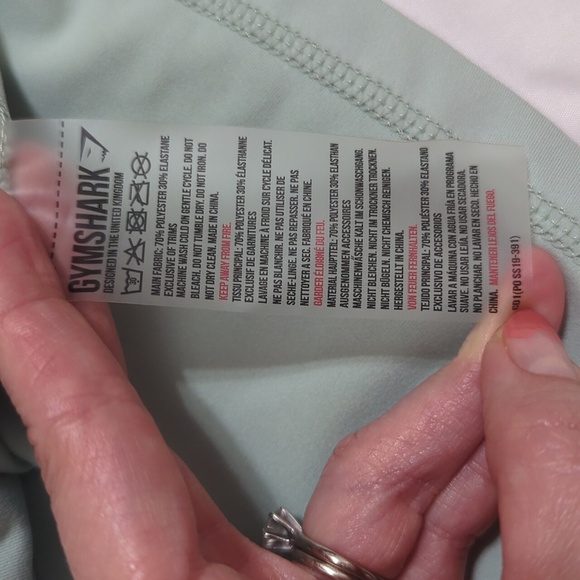 GYMSHARK
DESIGNED IN THE UNITED KINGDOM
MAIN FABRIC: 70% POLYESTER 30% ELASTANE
EXCLUSIVE OF TRIMS
MACHINE WASH COLD ON GENTLE CYCLE. DO NOT
BLEACH. DO NOT TUMBLE DRY. DO NOT IRON. DO
NOT DRY CLEAN. MADE IN CHINA.
KEEP AWAY FROM FIRE.
TISSU PRINCIPAL: 70% POLYESTER 30% ELASTHANNE
EXCLUSIF DE GARNITURES
LAVAGE EN MACHINE À FROID SUR CYCLE DÉLICAT.
NE PAS BLANCHIR. NE PAS UTILISER DE
SÈCHE-LINGE. NE PAS REPASSER. NE PAS
NETTOYER A SEC. FABRIQUÉ EN CHINE.
GARDER ÉLOIGNÉ DU FEU.
MATERIAL HAUPTTEIL: 70% POLYESTER 30% ELASTHAN
AUSGENOMMEN ACCESSOIRES
MASCHINENWÄSCHE KALT IM SCHONWASCHGANG.
NICHT BLEICHEN. NICHT IM TROCKNER TROCKNEN.
NICHT BÜGELN. NICHT CHEMISCH REINIGEN.
HERGESTELLT IN CHINA.
VON FEUER FERNHALTEN.
TEJIDO PRINCIPAL: 70% POLIÉSTER 30% ELASTANO
EXCLUSIVO DE ACCESORIOS
LAVAR A MÁQUINA CON AGUA FRÍA EN PROGRAMA
SUAVE. NO USAR LEJÍA. NO USAR SECADORA.
NO PLANCHAR. NO LAVAR EN SECO. HECHO EN
CHINA. MANTENER LEJOS DEL FUEGO.
(PO SS19-391)